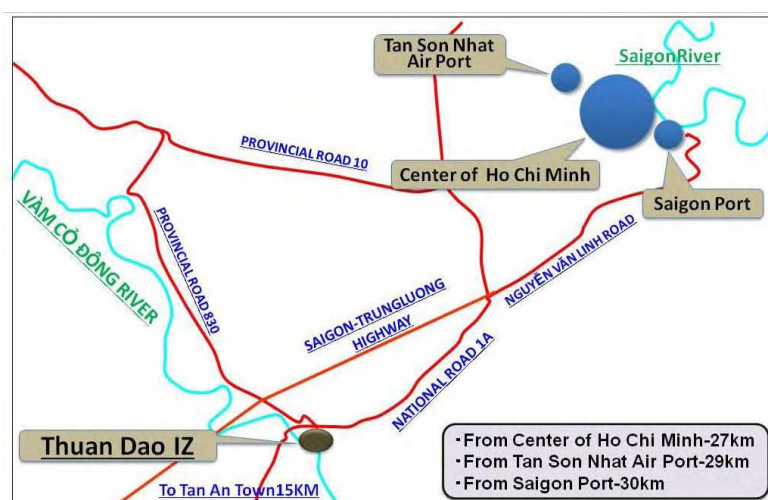 Tan Son Nhat
Air Port
SaigonRiver
PROVINCIAL ROAD 10
Center of Ho Chi Minh
Saigon Port
VÀM CỎ ĐÔNG RIVER
PROVINCIAL ROAD 830
SAIGON-TRUNGLUONG
HIGHWAY
NGUYỄN VĂN LINH ROAD
NATIONAL ROAD 1A
Thuan Dao IZ
To Tan An Town15KM
·From Center of Ho Chi Minh-27km
·From Tan Son Nhat Air Port-29km
·From Saigon Port-30km